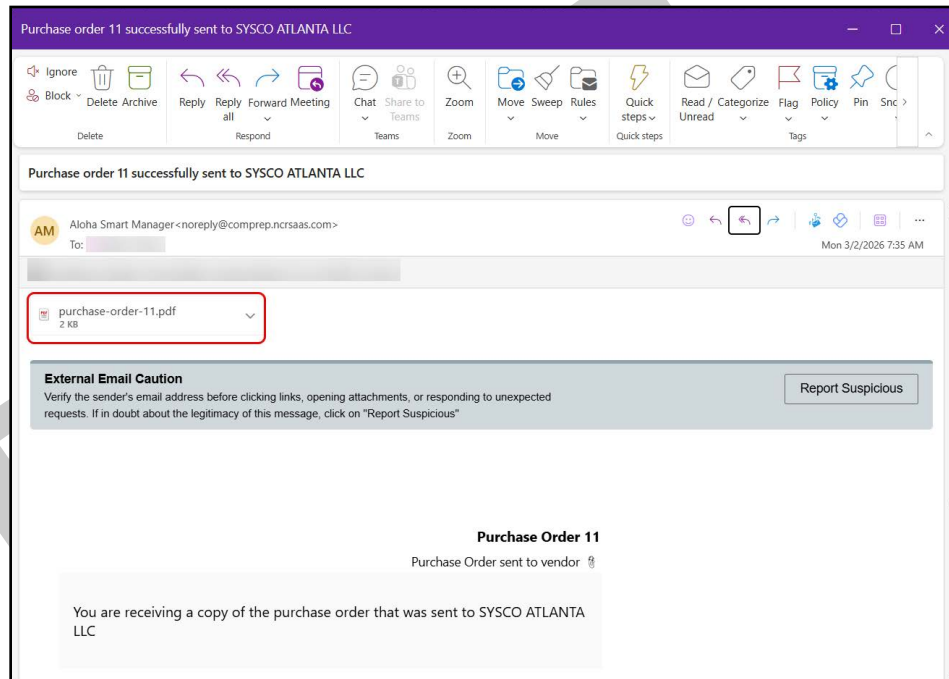 Purchase order 11 successfully sent to SYSCO ATLANTA LLC
Ignore
Block
Delete Archive
Reply Reply all Forward Meeting
Chat Share to Teams
Zoom
Move Sweep Rules
Quick steps
Read / Unread Categorize Flag Policy Pin
Delete Respond Teams Zoom Move Quick steps Tags
Purchase order 11 successfully sent to SYSCO ATLANTA LLC
AM
Aloha Smart Manager<noreply@comprep.ncrsaas.com>
To:
Mon 3/2/2026 7:35 AM
purchase-order-11.pdf
2 KB
External Email Caution
Verify the sender's email address before clicking links, opening attachments, or responding to unexpected
requests. If in doubt about the legitimacy of this message, click on "Report Suspicious"
Report Suspicious
Purchase Order 11
Purchase Order sent to vendor
You are receiving a copy of the purchase order that was sent to SYSCO ATLANTA
LLC